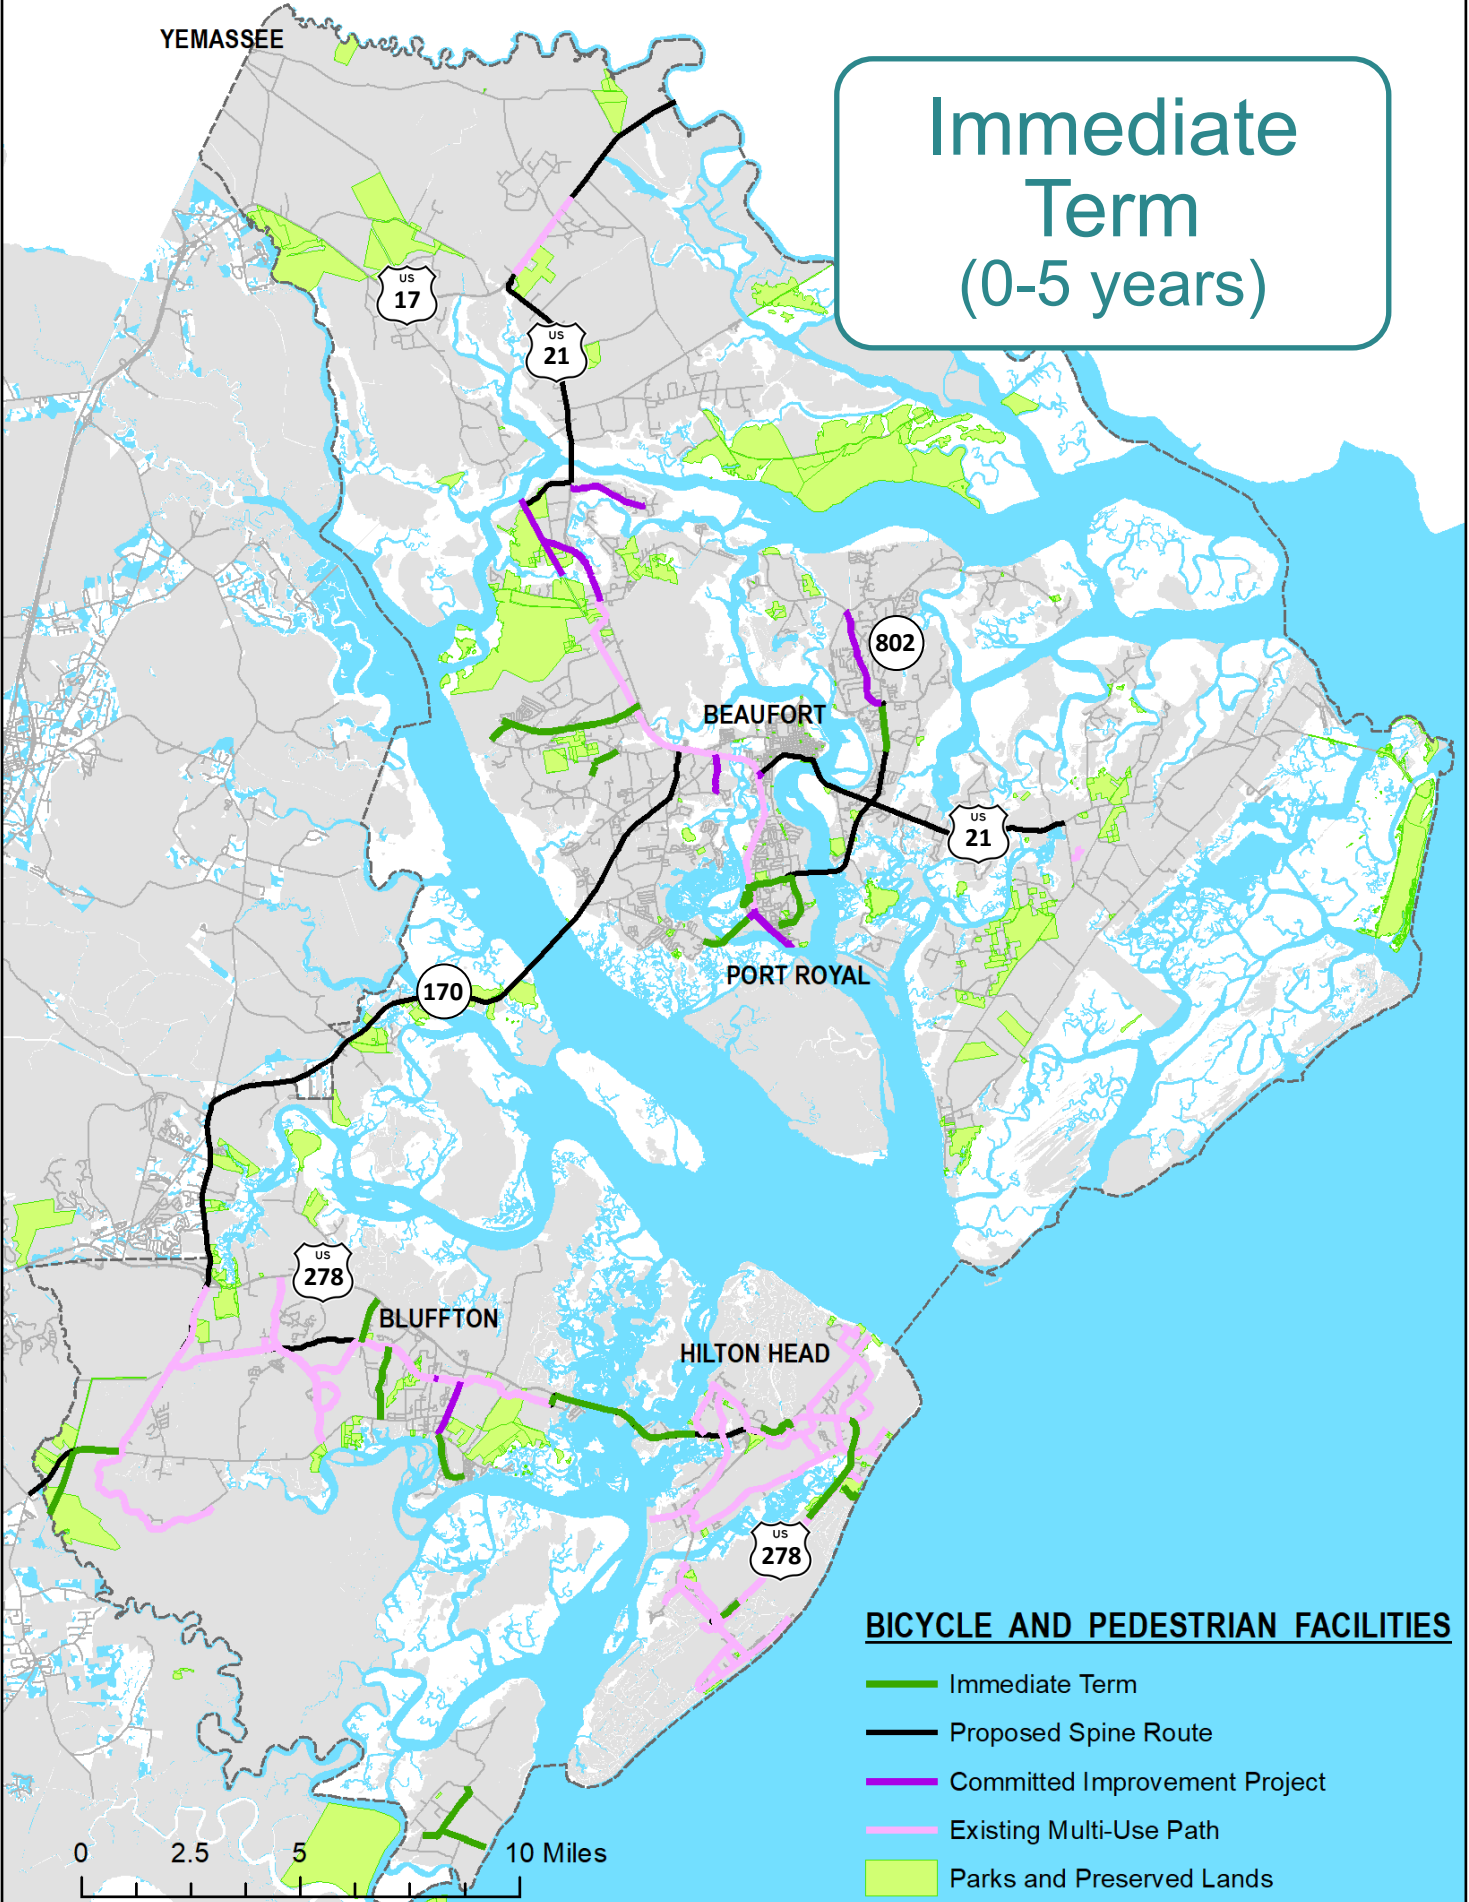 YEMASSEE
Immediate
Term
(0-5 years)
US
17
US
21
802
BEAUFORT
US
21
PORT ROYAL
170
US
278
BLUFFTON
HILTON HEAD
US
278
BICYCLE AND PEDESTRIAN FACILITIES
Immediate Term
Proposed Spine Route
Committed Improvement Project
Existing Multi-Use Path
Parks and Preserved Lands
0 2.5 5 10 Miles